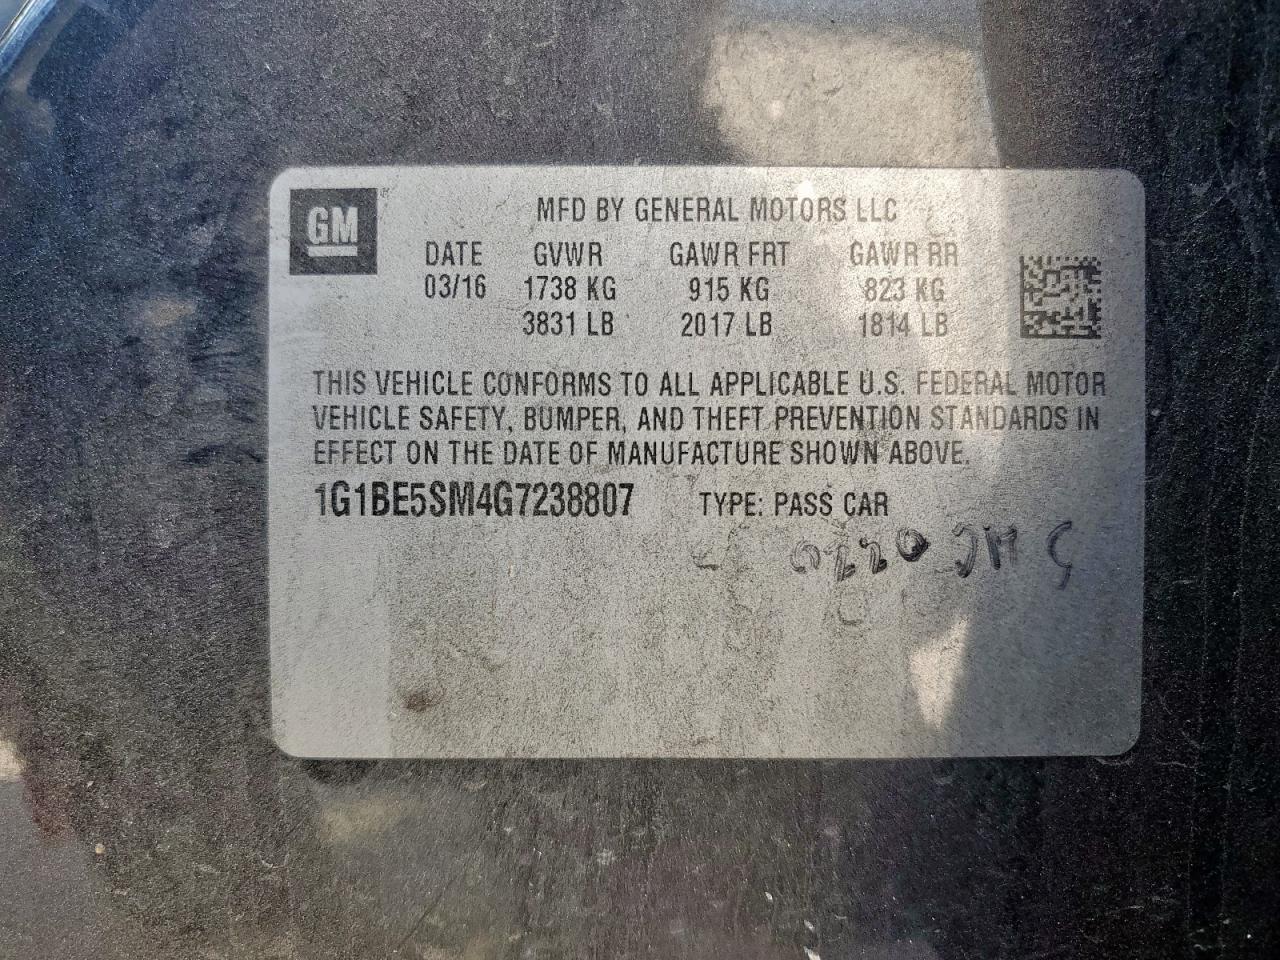 GM
MFD BY GENERAL MOTORS LLC
DATE GVWR GAWR FRT GAWR RR
03/16 1738 KG 915 KG 823 KG
3831 LB 2017 LB 1814 LB
THIS VEHICLE CONFORMS TO ALL APPLICABLE U.S. FEDERAL MOTOR
VEHICLE SAFETY, BUMPER, AND THEFT PREVENTION STANDARDS IN
EFFECT ON THE DATE OF MANUFACTURE SHOWN ABOVE.
1G1BE5SM4G7238807 TYPE: PASS CAR